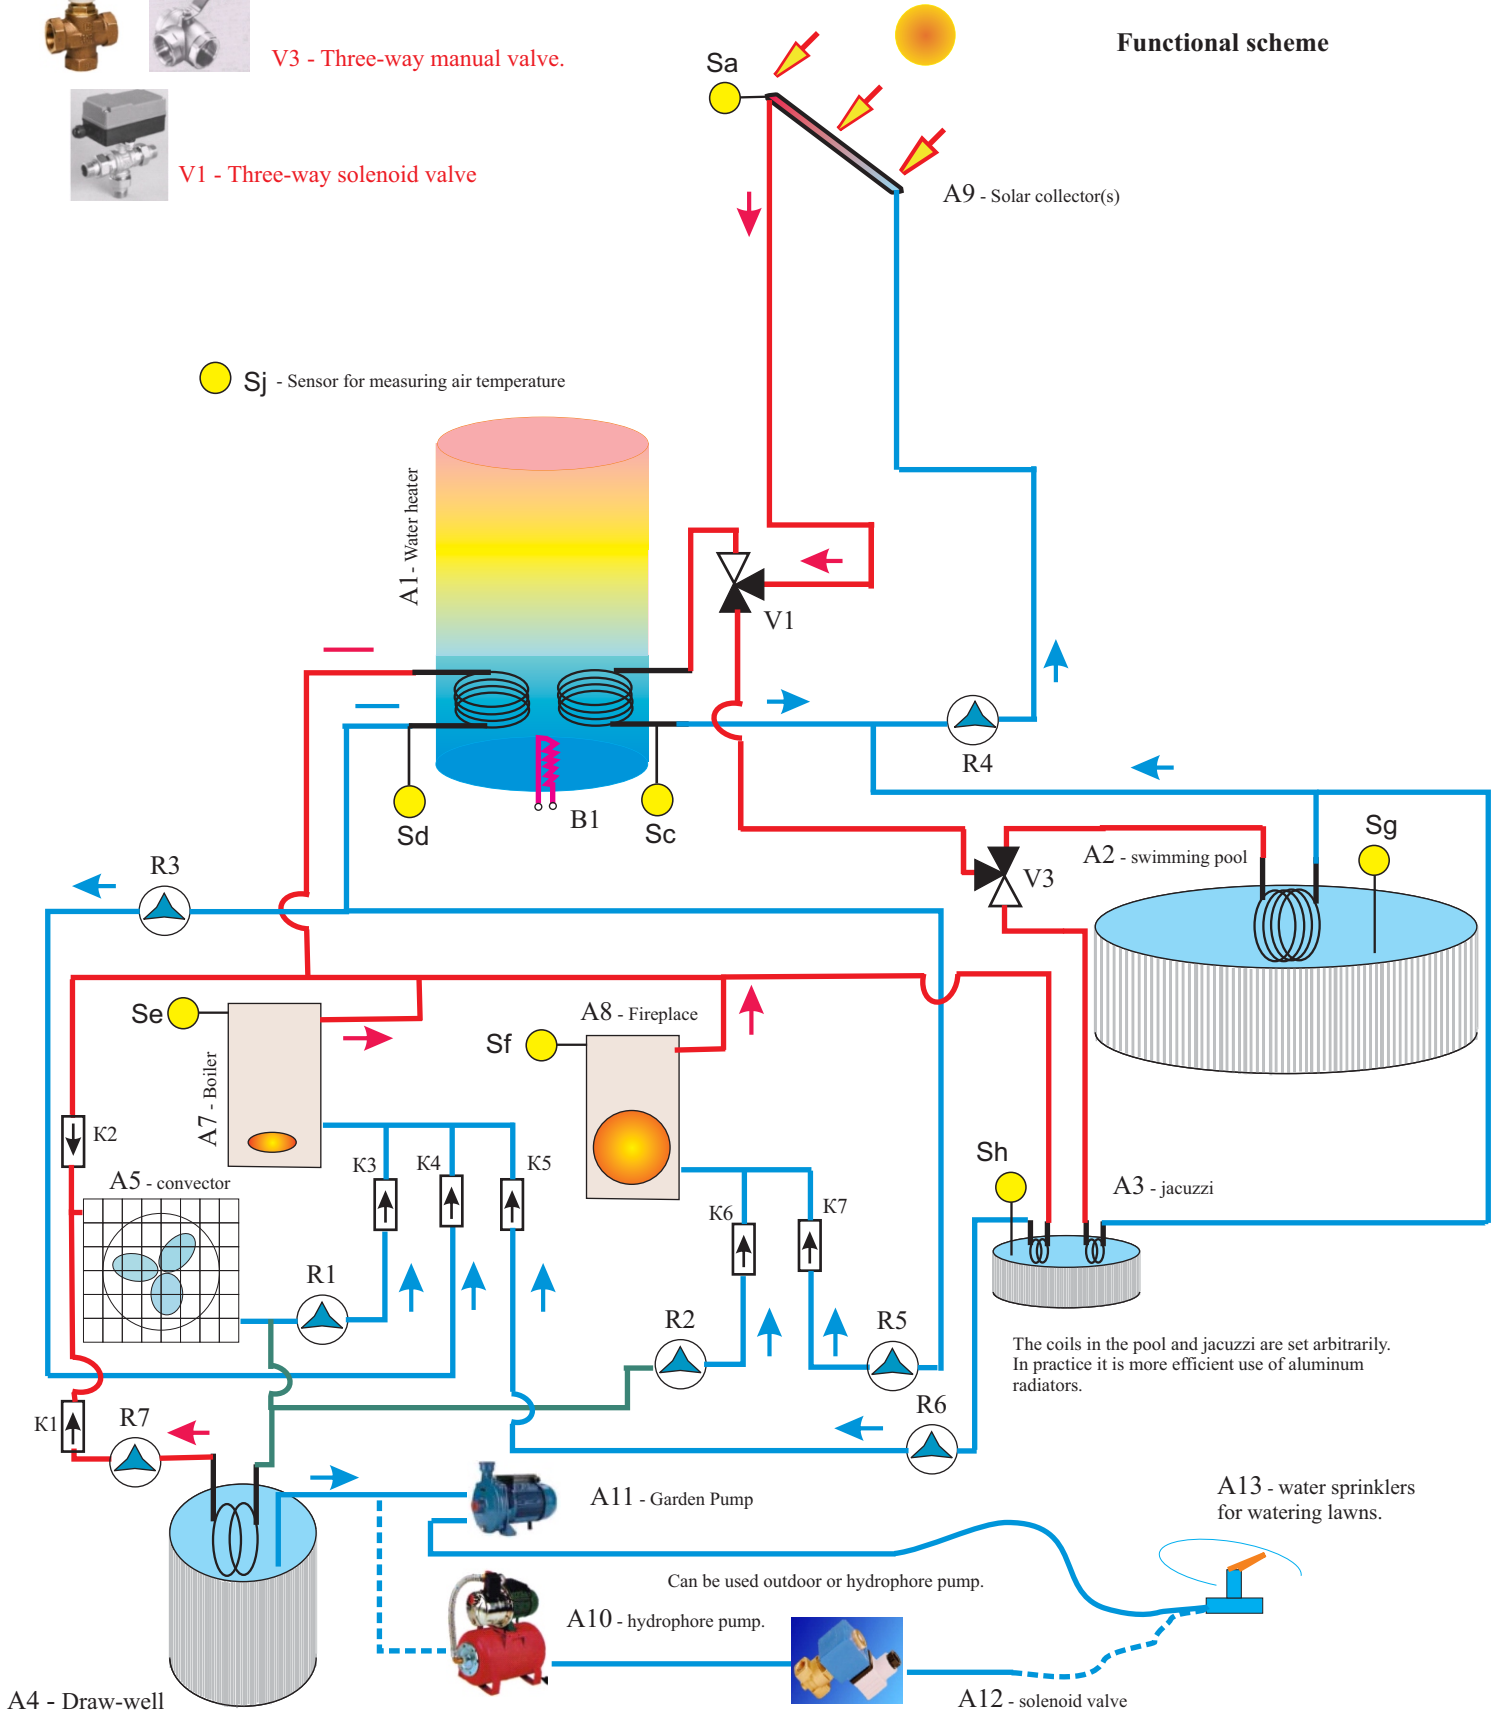 Functional scheme
V3 - Three-way manual valve.
Sa
V1 - Three-way solenoid valve
A9 - Solar collector(s)
Sj - Sensor for measuring air temperature
A1 - Water heater
V1
R4
B1
Sd
Sc
Sg
A2 - swimming pool
V3
R3
Se
A8 - Fireplace
Sf
A7 - Boiler
K2
K3
K4
K5
Sh
A5 - convector
A3 - jacuzzi
K6
K7
R1
R2
R5
The coils in the pool and jacuzzi are set arbitrarily.
In practice it is more efficient use of aluminum
radiators.
K1
R7
R6
A11 - Garden Pump
A13 - water sprinklers
for watering lawns.
Can be used outdoor or hydrophore pump.
A10 - hydrophore pump.
A4 - Draw-well
A12 - solenoid valve